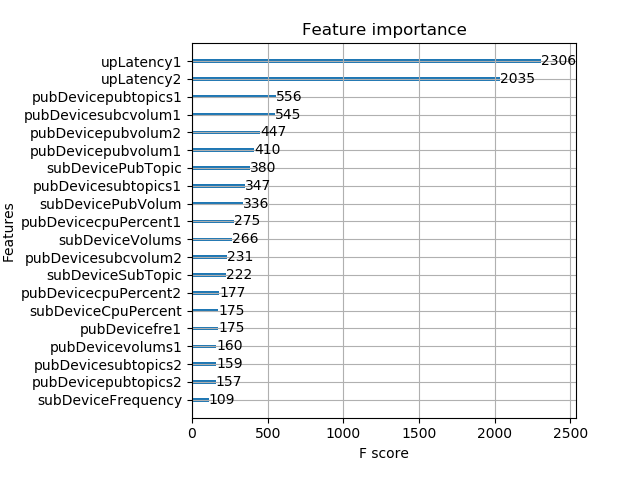 Feature importance
upLatency1 2306
upLatency2 2035
pubDevicepubtopics1 556
pubDevicesubcvolum1 545
pubDevicepubvolum2 447
pubDevicepubvolum1 410
subDevicePubTopic 380
pubDevicesubtopics1 347
subDevicePubVolum 336
pubDevicecpuPercent1 275
subDeviceVolums 266
pubDevicesubcvolum2 231
subDeviceSubTopic 222
pubDevicecpuPercent2 177
subDeviceCpuPercent 175
pubDevicefre1 175
pubDevicevolums1 160
pubDevicesubtopics2 159
pubDevicepubtopics2 157
subDeviceFrequency 109
Features
0 500 1000 1500 2000 2500
F score